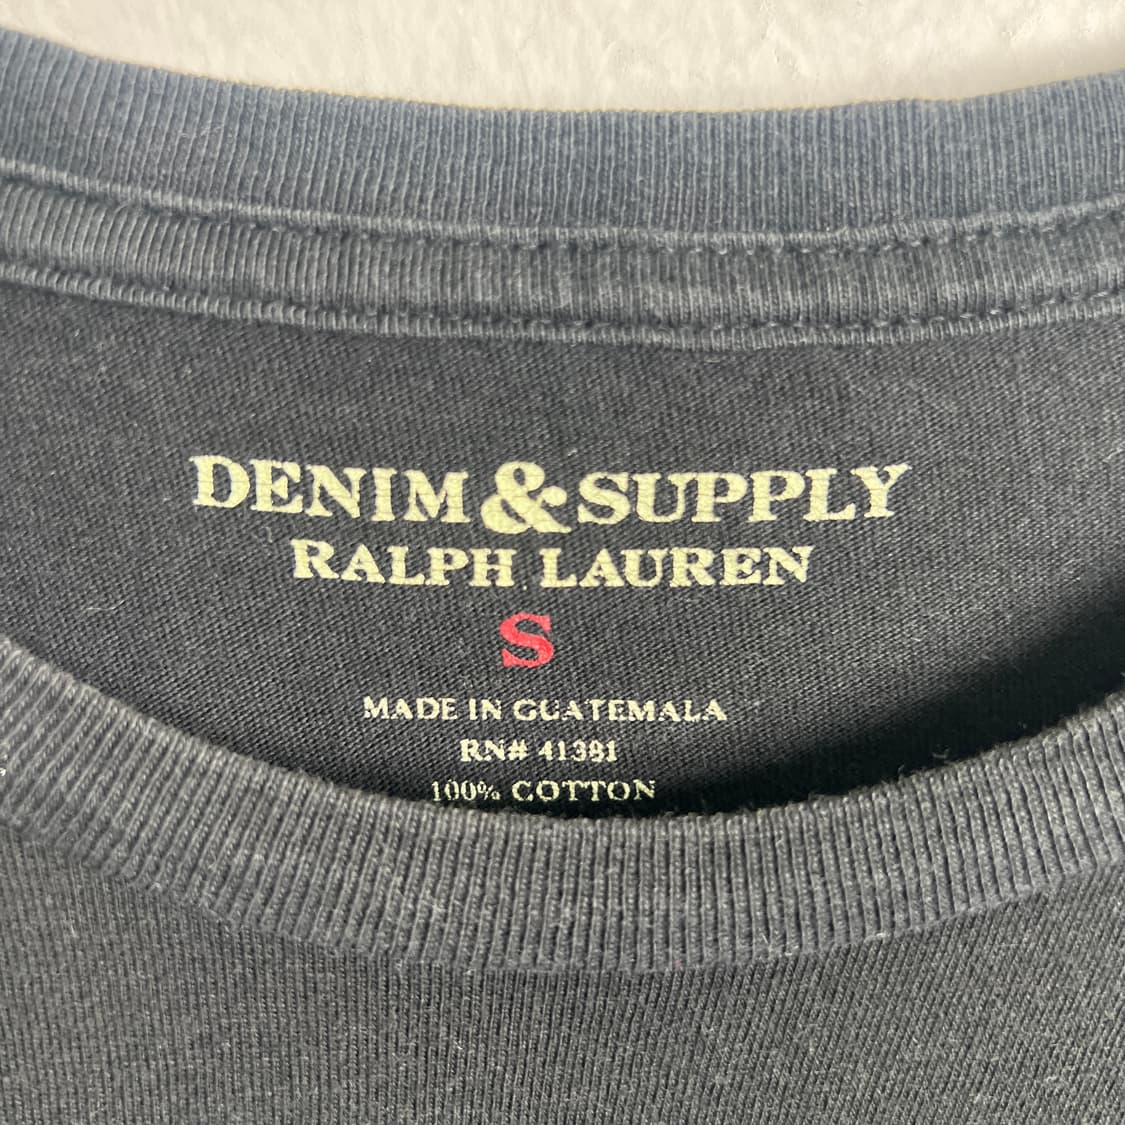 DENIM & SUPPLY
RALPH LAUREN
S
MADE IN GUATEMALA
RN# 41381
100% COTTON